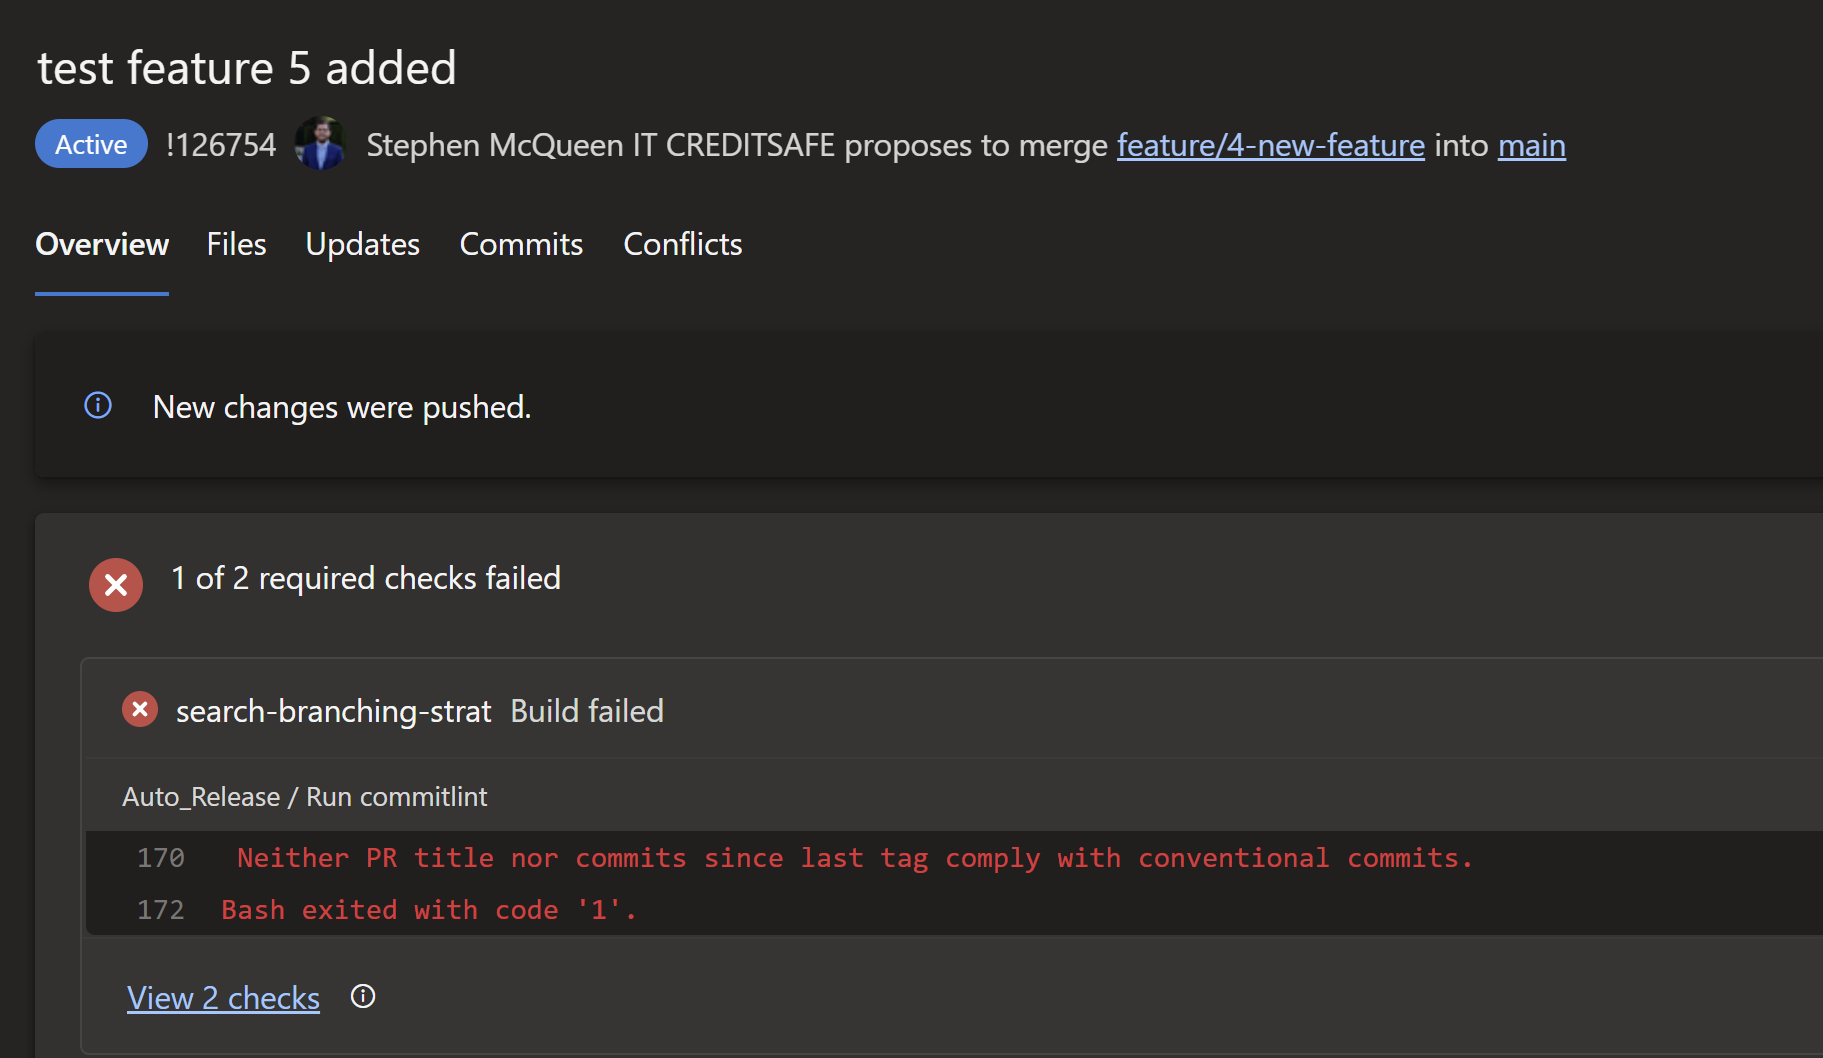 test feature 5 added
Active !126754 Stephen McQueen IT CREDITSAFE proposes to merge feature/4-new-feature into main
Overview Files Updates Commits Conflicts
New changes were pushed.
1 of 2 required checks failed
search-branching-strat Build failed
Auto_Release / Run commitlint
170 Neither PR title nor commits since last tag comply with conventional commits.
172 Bash exited with code '1'.
View 2 checks